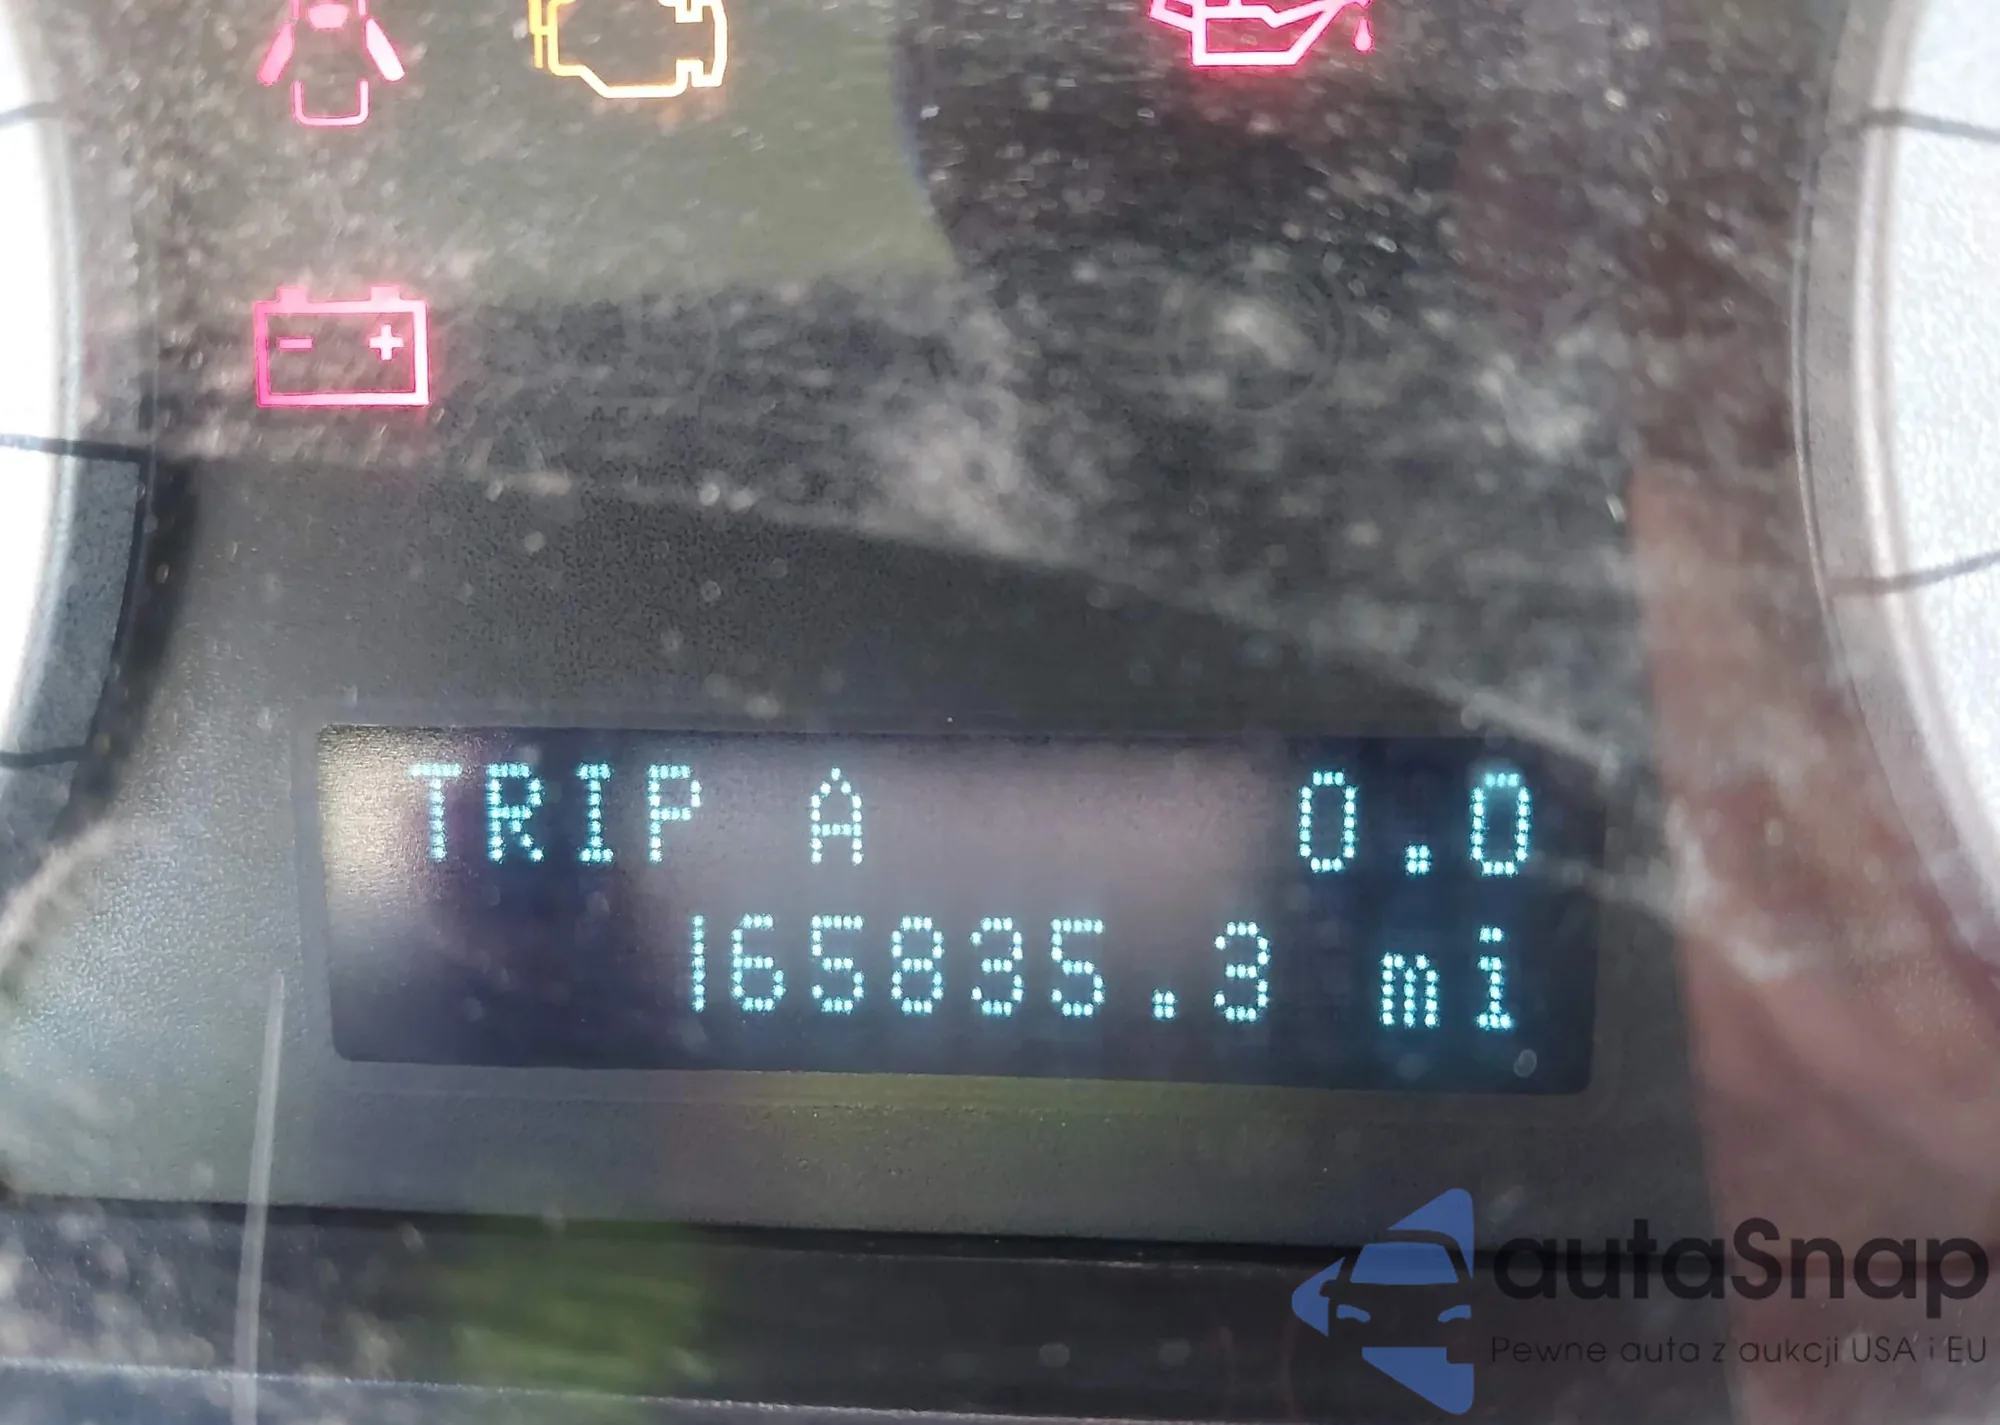 TRIP A 0.0
165835.3 mi
autaSnap
Pewne auta z aukcji USA i EU